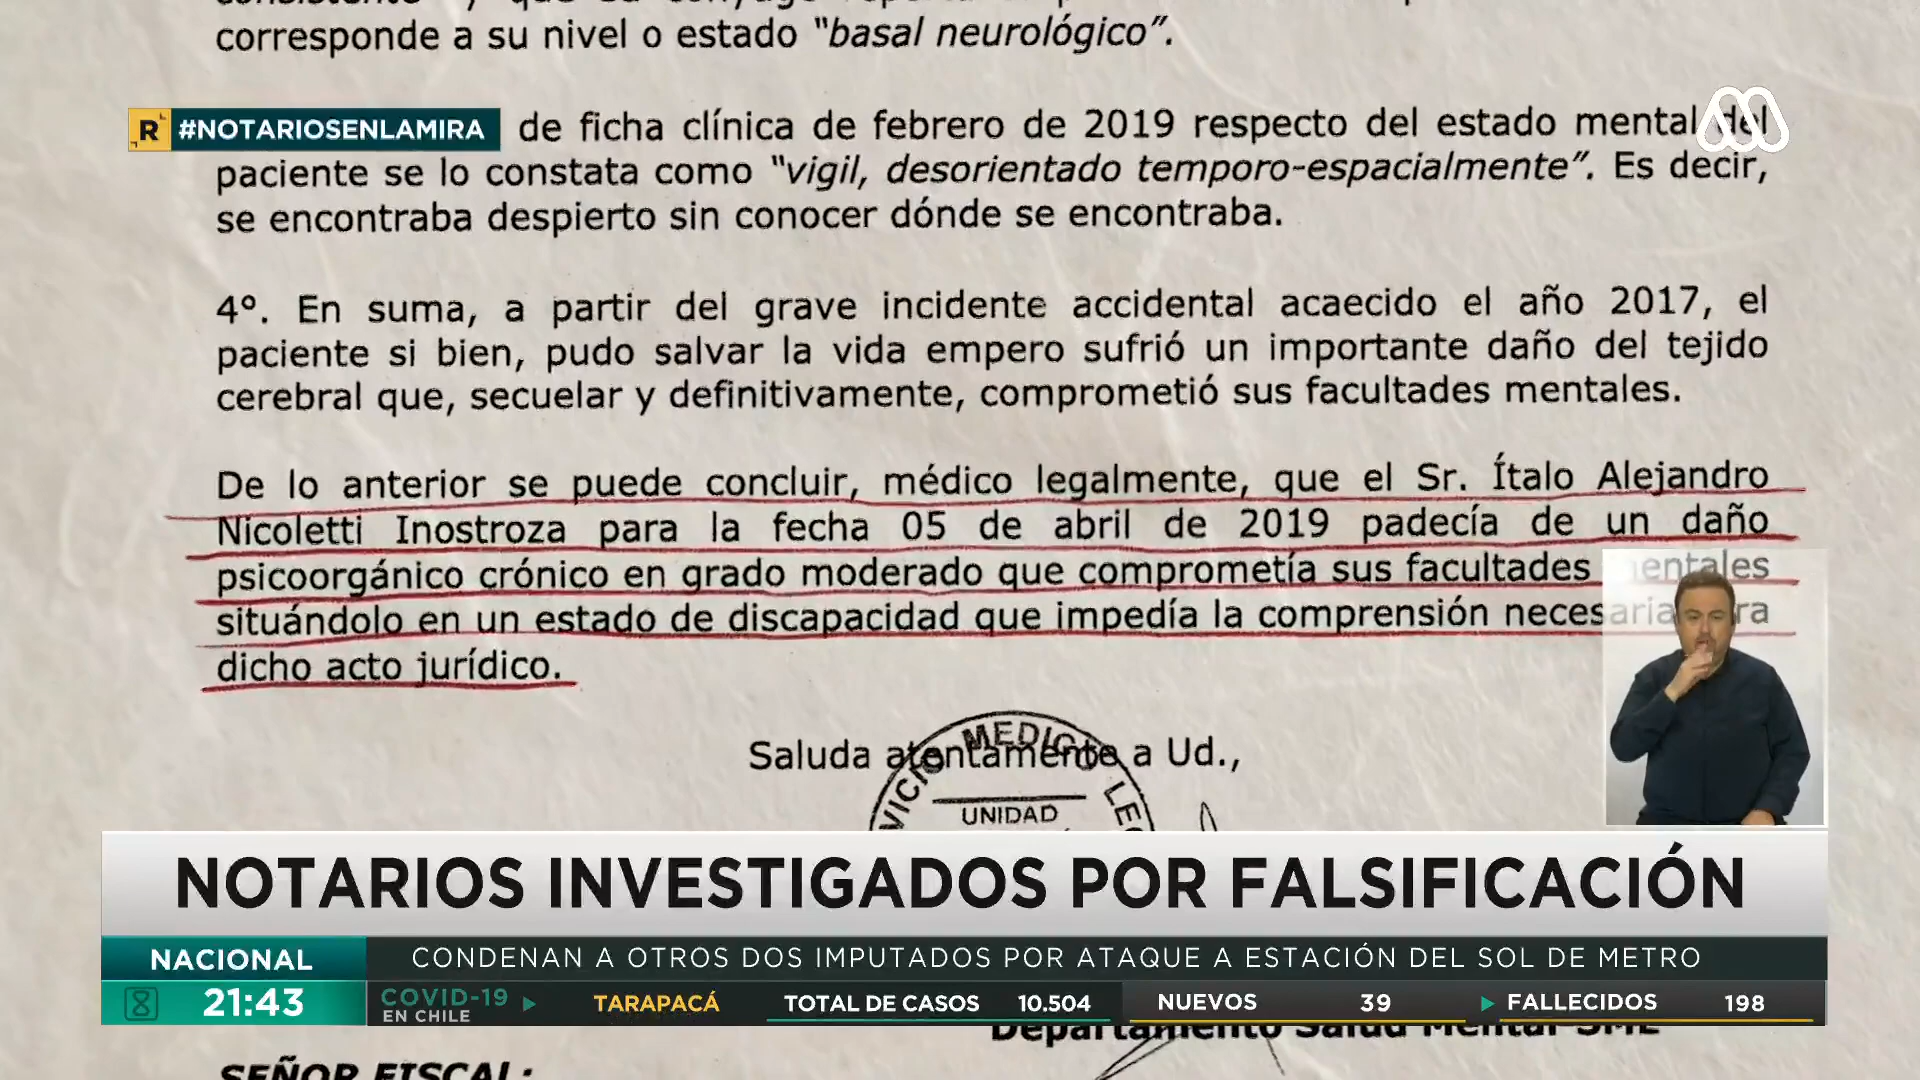 corresponde a su nivel o estado “basal neurológico”.
R #NOTARIOSENLAMIRA
de ficha clínica de febrero de 2019 respecto del estado mental del
paciente se lo constata como “vigil, desorientado temporo-espacialmente”. Es decir,
se encontraba despierto sin conocer dónde se encontraba.
4º. En suma, a partir del grave incidente accidental acaecido el año 2017, el
paciente si bien, pudo salvar la vida empero sufrió un importante daño del tejido
cerebral que, secuelar y definitivamente, comprometió sus facultades mentales.
De lo anterior se puede concluir, médico legalmente, que el Sr. Ítalo Alejandro
Nicoletti Inostroza para la fecha 05 de abril de 2019 padecía de un daño
psicoorgánico crónico en grado moderado que comprometía sus facultades mentales
situándolo en un estado de discapacidad que impedía la comprensión necesaria para
dicho acto jurídico.
Saluda atentamente a Ud.,
MEDICO
UNIDAD
NOTARIOS INVESTIGADOS POR FALSIFICACIÓN
NACIONAL
CONDENAN A OTROS DOS IMPUTADOS POR ATAQUE A ESTACIÓN DEL SOL DE METRO
21:43
COVID-19
EN CHILE
TARAPACÁ TOTAL DE CASOS 10.504 NUEVOS 39 FALLECIDOS 198
Departamento Salud Mental SML
SEÑOR FISCAL: